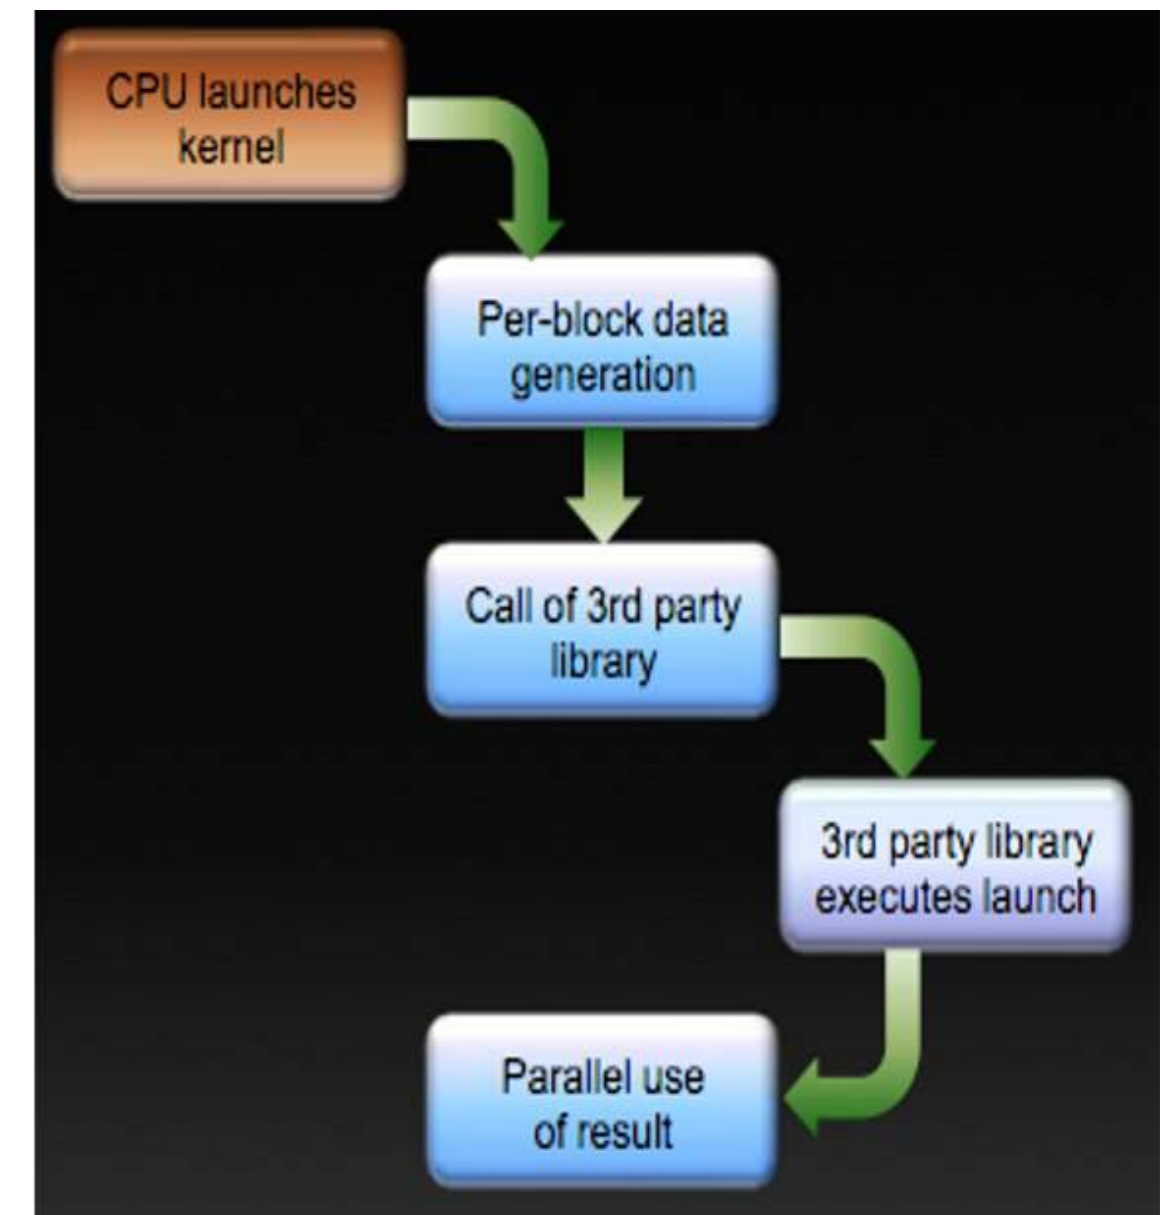 CPU launches
kernel
Per-block data
generation
Call of 3rd party
library
3rd party library
executes launch
Parallel use
of result